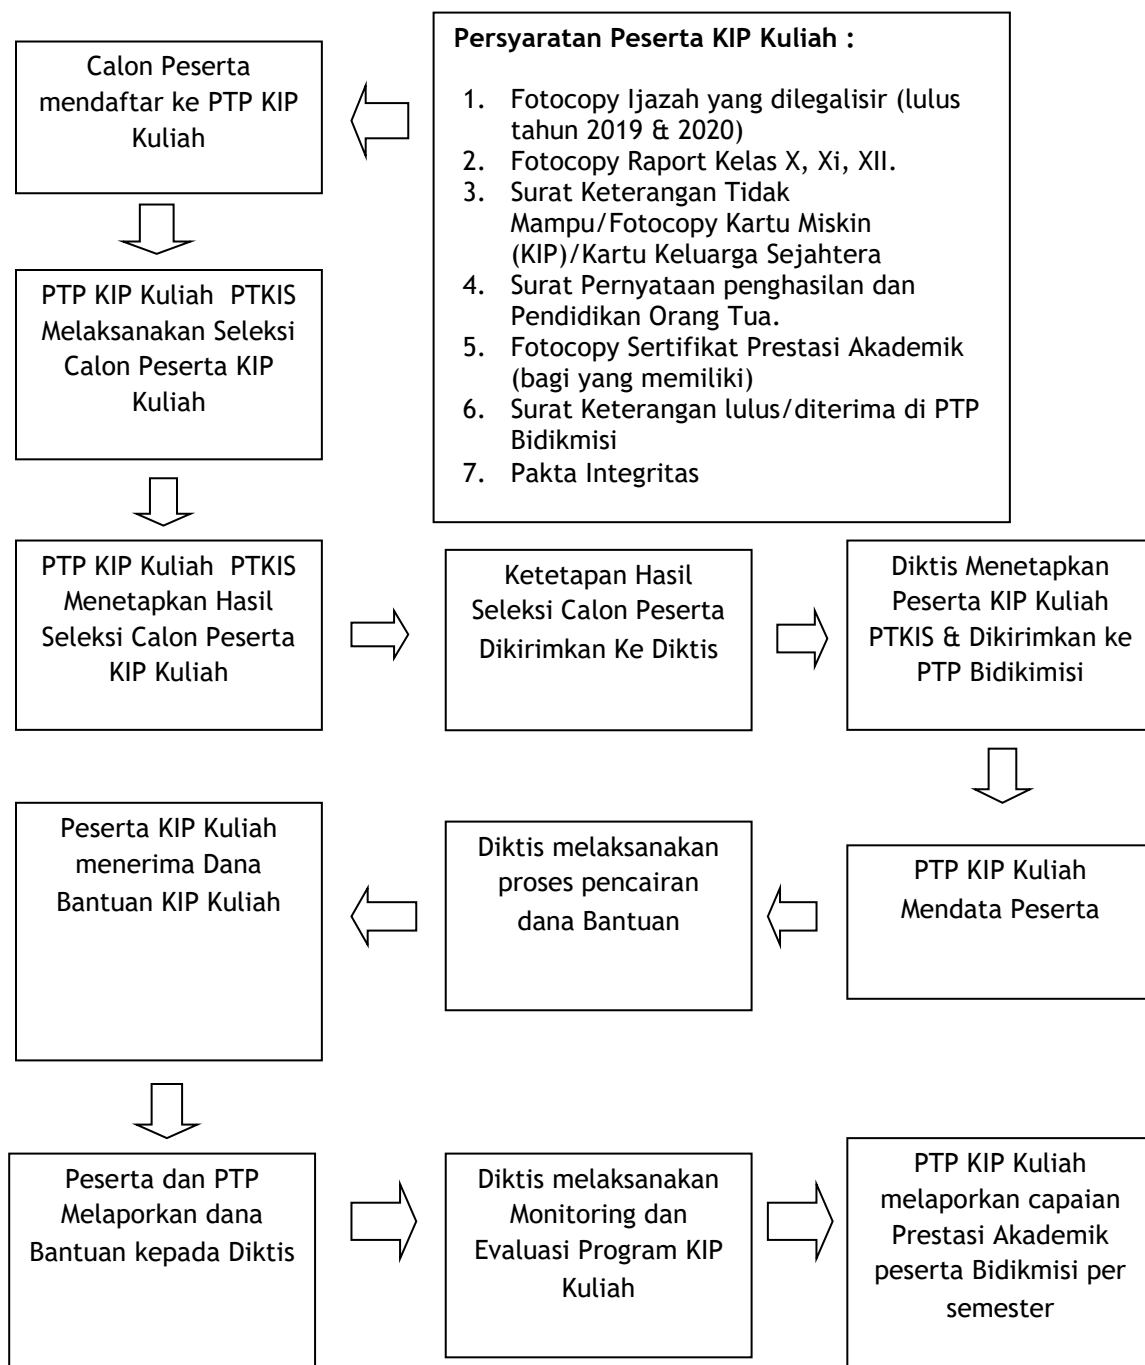 Persyaratan Peserta KIP Kuliah :
1. Fotocopy Ijazah yang dilegalisir (lulus
tahun 2019 & 2020)
2. Fotocopy Raport Kelas X, Xi, XII.
3. Surat Keterangan Tidak
Mampu/Fotocopy Kartu Miskin
(KIP)/Kartu Keluarga Sejahtera
4. Surat Pernyataan penghasilan dan
Pendidikan Orang Tua.
5. Fotocopy Sertifikat Prestasi Akademik
(bagi yang memiliki)
6. Surat Keterangan lulus/diterima di PTP
Bidikmisi
7. Pakta Integritas
Calon Peserta
mendaftar ke PTP KIP
Kuliah
PTP KIP Kuliah PTKIS
Melaksanakan Seleksi
Calon Peserta KIP
Kuliah
PTP KIP Kuliah PTKIS
Menetapkan Hasil
Seleksi Calon Peserta
KIP Kuliah
Ketetapan Hasil
Seleksi Calon Peserta
Dikirimkan Ke Diktis
Diktis Menetapkan
Peserta KIP Kuliah
PTKIS & Dikirimkan ke
PTP Bidikimisi
PTP KIP Kuliah
Mendata Peserta
Diktis melaksanakan
proses pencairan
dana Bantuan
Peserta KIP Kuliah
menerima Dana
Bantuan KIP Kuliah
Peserta dan PTP
Melaporkan dana
Bantuan kepada Diktis
Diktis melaksanakan
Monitoring dan
Evaluasi Program KIP
Kuliah
PTP KIP Kuliah
melaporkan capaian
Prestasi Akademik
peserta Bidikmisi per
semester